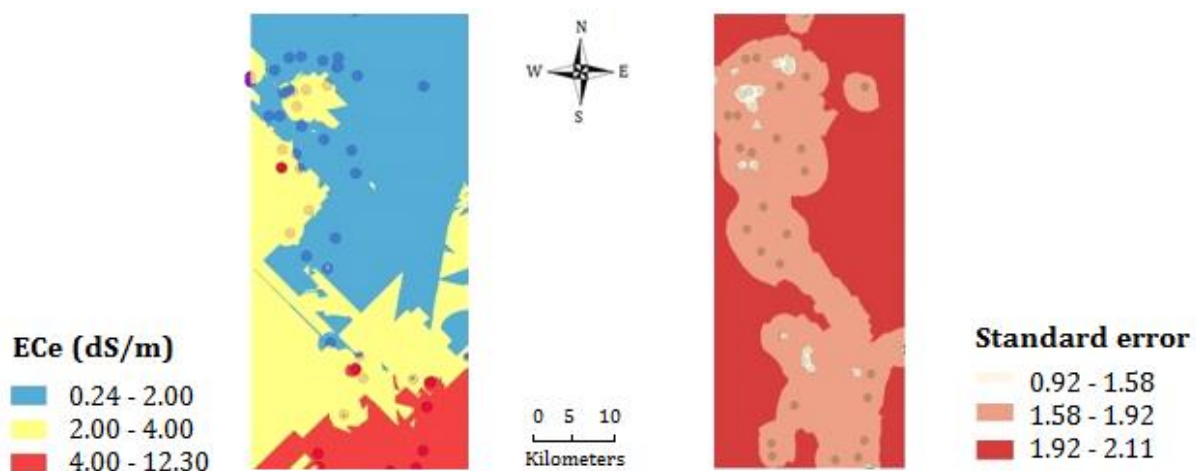 N
W E
S
ECe (dS/m)
0.24 - 2.00
2.00 - 4.00
4.00 - 12.30
0 5 10
Kilometers
Standard error
0.92 - 1.58
1.58 - 1.92
1.92 - 2.11